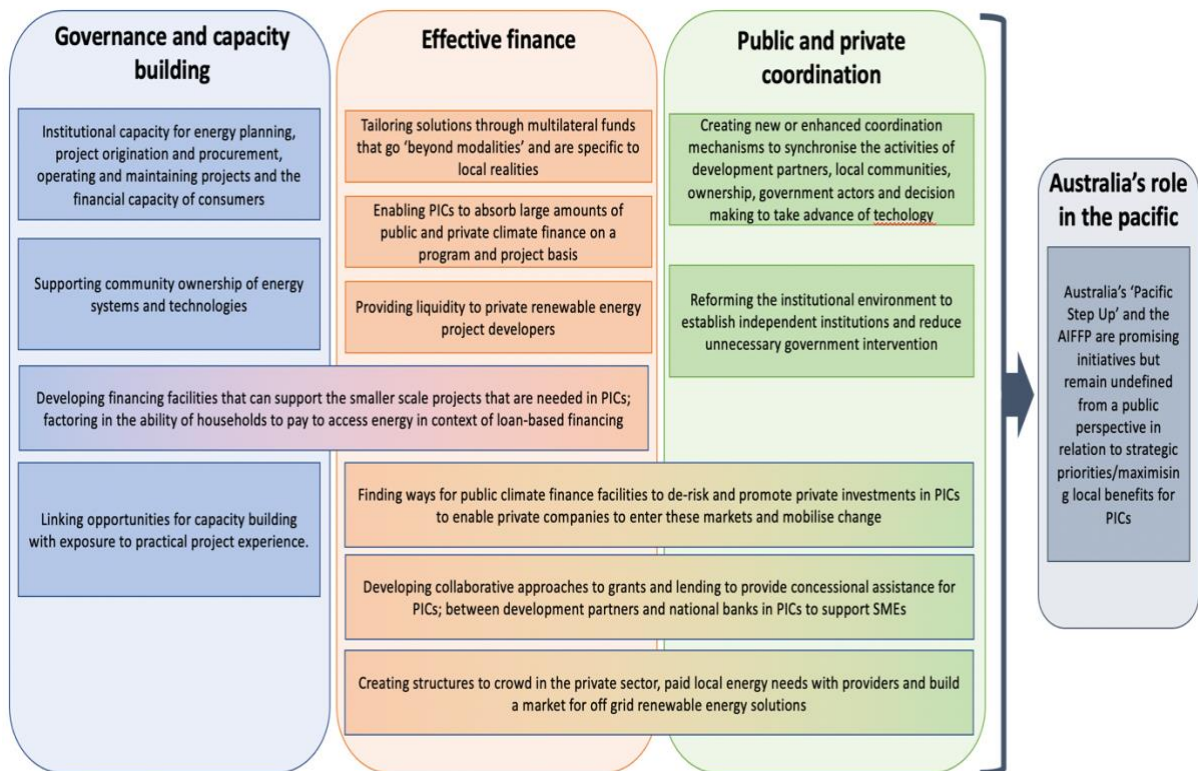 Governance and capacity
building
Institutional capacity for energy planning,
project origination and procurement,
operating and maintaining projects and the
financial capacity of consumers
Supporting community ownership of energy
systems and technologies
Effective finance
Tailoring solutions through multilateral funds
that go ‘beyond modalities’ and are specific to
local realities
Enabling PICs to absorb large amounts of
public and private climate finance on a
program and project basis
Providing liquidity to private renewable energy
project developers
Public and private
coordination
Creating new or enhanced coordination
mechanisms to synchronise the activities of
development partners, local communities,
ownership, government actors and decision
making to take advance of techology
Reforming the institutional environment to
establish independent institutions and reduce
unnecessary government intervention
Developing financing facilities that can support the smaller scale projects that are needed in PICs;
factoring in the ability of households to pay to access energy in context of loan-based financing
Linking opportunities for capacity building
with exposure to practical project experience.
Finding ways for public climate finance facilities to de-risk and promote private investments in PICs
to enable private companies to enter these markets and mobilise change
Developing collaborative approaches to grants and lending to provide concessional assistance for
PICs; between development partners and national banks in PICs to support SMEs
Creating structures to crowd in the private sector, paid local energy needs with providers and build
a market for off grid renewable energy solutions
Australia’s role
in the pacific
Australia’s ‘Pacific
Step Up’ and the
AIFFP are promising
initiatives but
remain undefined
from a public
perspective in
relation to strategic
priorities/maximisin
g local benefits for
PICs